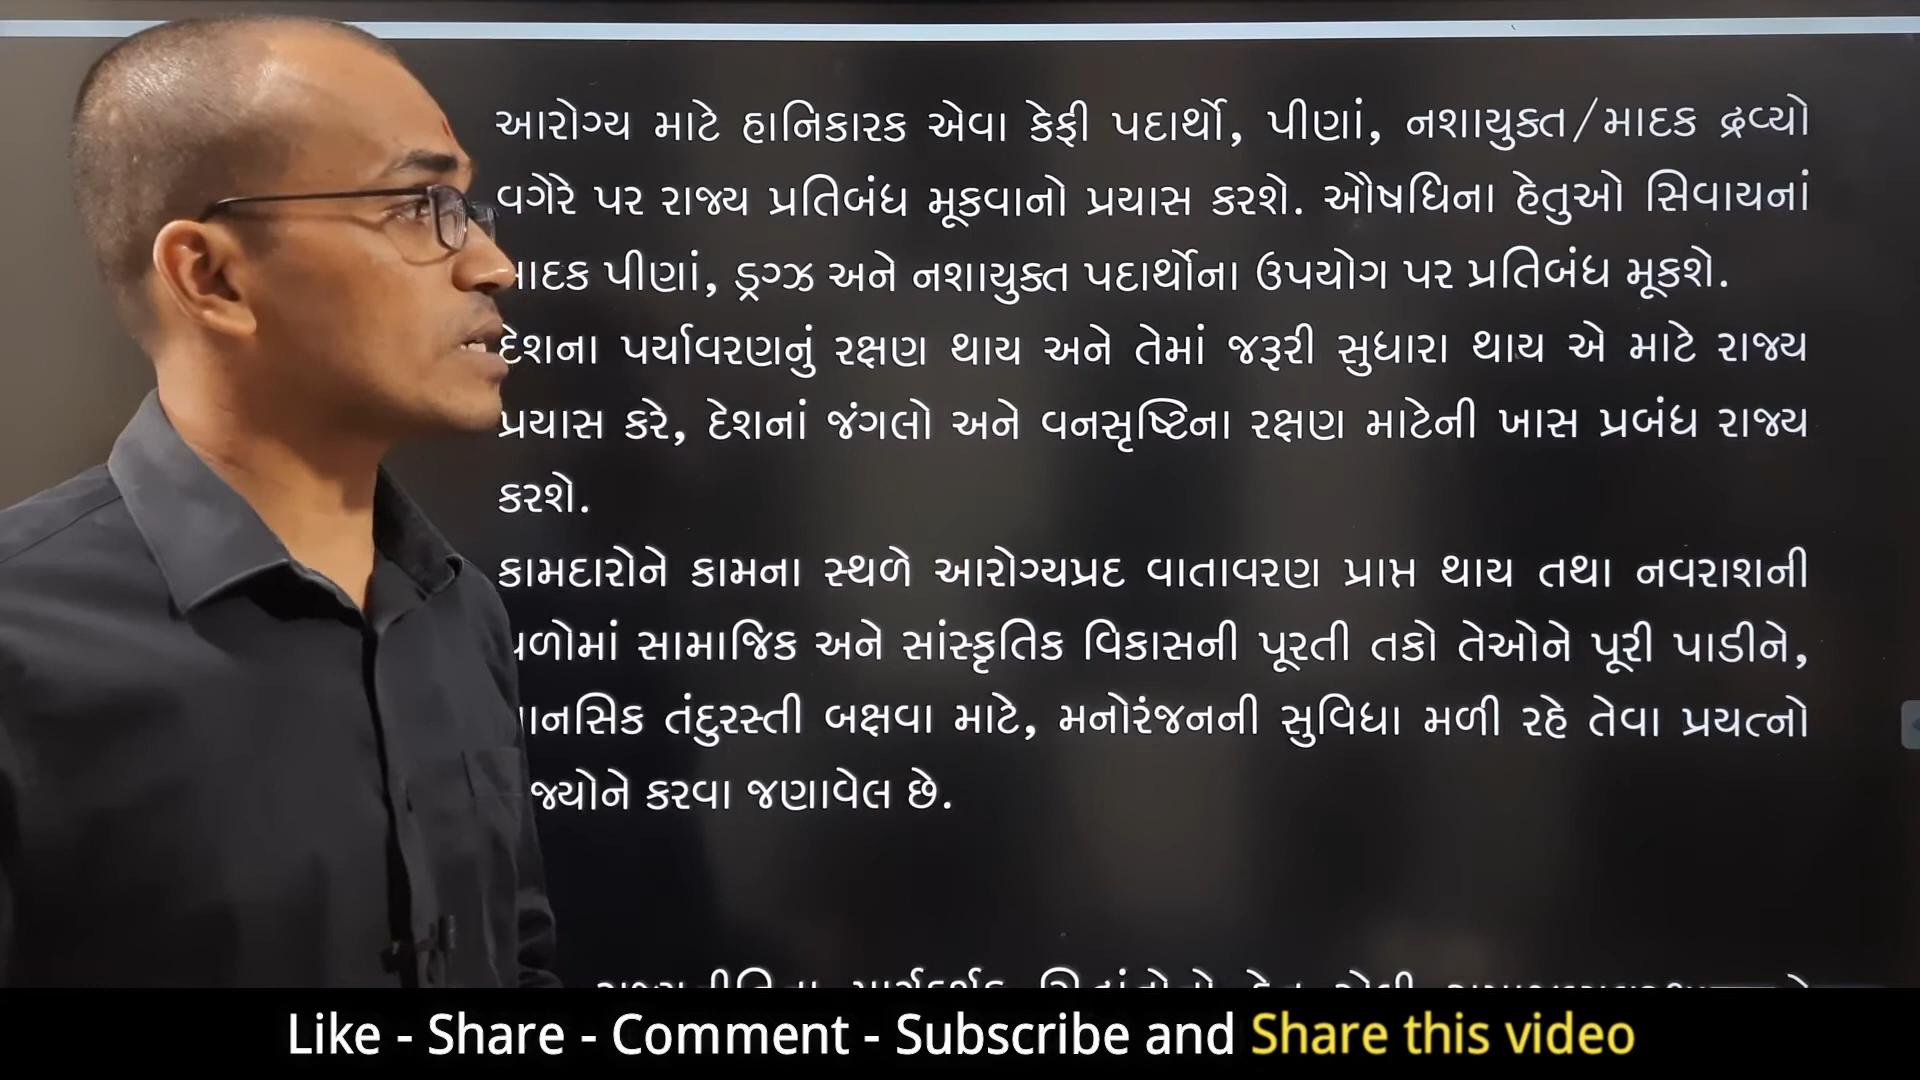 આરોગ્ય માટે હાનિકારક એવા કેફી પદાર્થો, પીણાં, નશાયુક્ત/માદક દ્રવ્યો
વગેરે પર રાજ્ય પ્રતિબંધ મૂકવાનો પ્રયાસ કરશે. ઔષધિના હેતુઓ સિવાયનાં
પીણાં, ડ્રગ્ઝ અને નશાયુક્ત પદાર્થોના ઉપયોગ પર પ્રતિબંધ મૂકશે.
દેશના પર્યાવરણનું રક્ષણ થાય અને તેમાં જરૂરી સુધારા થાય એ માટે રાજ્ય
પ્રયાસ કરે, દેશનાં જંગલો અને વનસૃષ્ટિના રક્ષણ માટેની ખાસ પ્રબંધ રાજ્ય
કરશે.
કામદારોને કામના સ્થળે આરોગ્યપ્રદ વાતાવરણ પ્રાપ્ત થાય તથા નવરાશની
સામાજિક અને સાંસ્કૃતિક વિકાસની પૂરતી તકો તેઓને પૂરી પાડીને,
તંદુરસ્તી બક્ષવા માટે, મનોરંજનની સુવિધા મળી રહે તેવા પ્રયત્નો
કરવા જણાવેલ છે.
Like - Share - Comment - Subscribe and Share this video